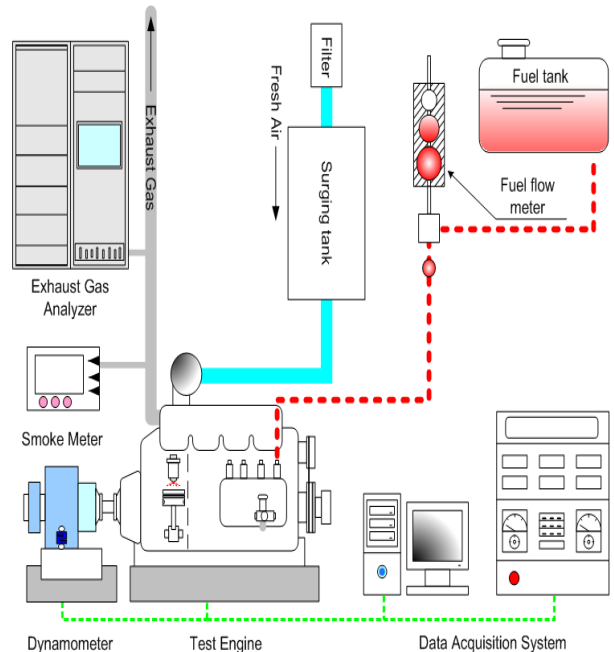 Filter
Fuel tank
Fresh Air
Exhaust Gas
Surging tank
Fuel flow
meter
Exhaust Gas
Analyzer
Smoke Meter
Dynamometer
Test Engine
Data Acquisition System